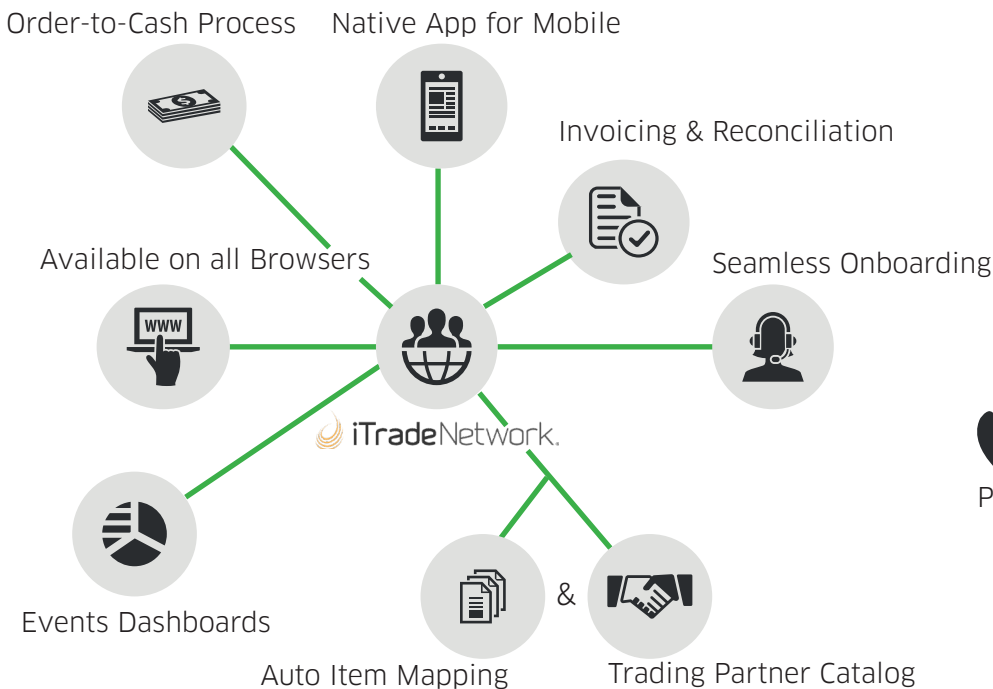 Order-to-Cash Process
Native App for Mobile
Invoicing & Reconciliation
Available on all Browsers
WWW
Seamless Onboarding
iTradeNetwork.
Events Dashboards
&
Auto Item Mapping
Trading Partner Catalog